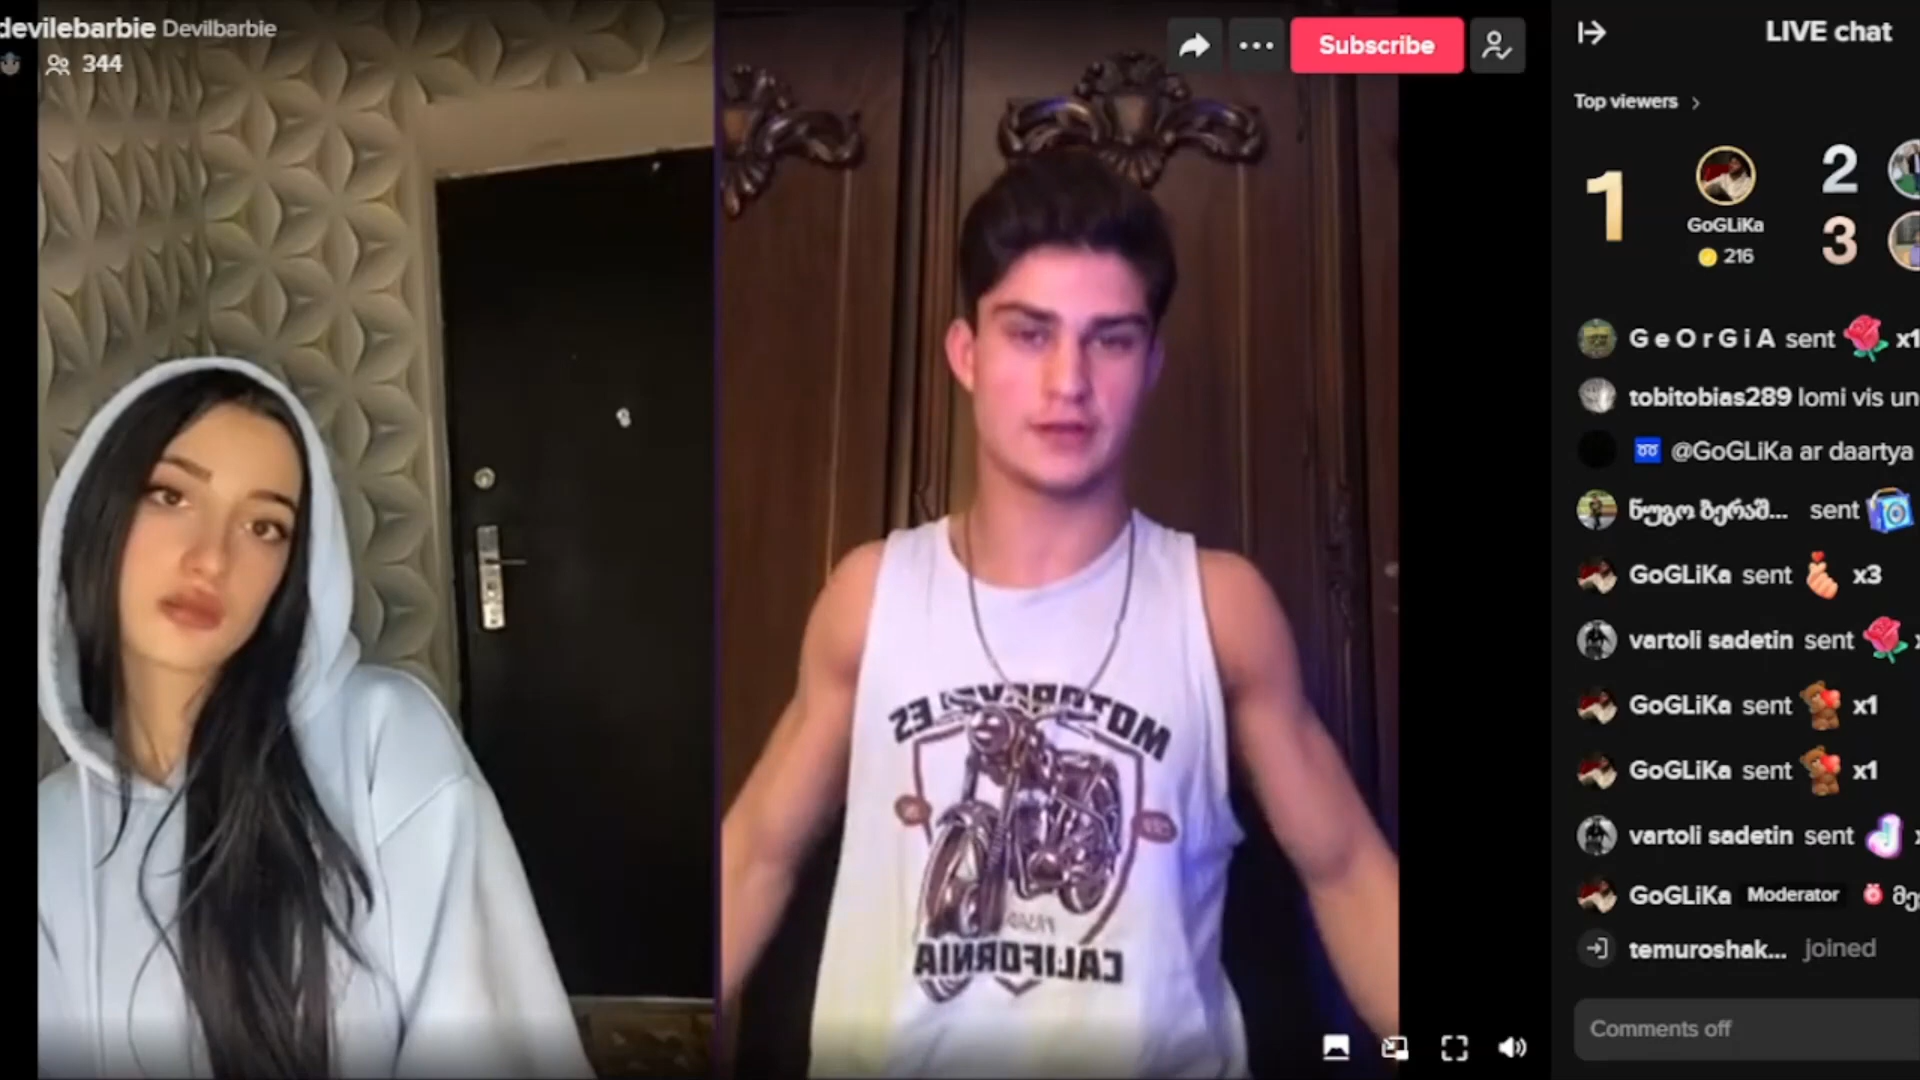 devilebarbie Devilbarbie
344
Subscribe
LIVE chat
Top viewers
1
GoGLiKa
216
2
3
G e O r G i A sent x1
tobitobias289 lomi vis un
@GoGLiKa ar daartya
ნუგო ბერაშ... sent
GoGLiKa sent x3
vartoli sadetin sent
GoGLiKa sent x1
GoGLiKa sent x1
vartoli sadetin sent
GoGLiKa Moderator
temuroshak... joined
Comments off
MOTORCYCLES
CALIFORNIA